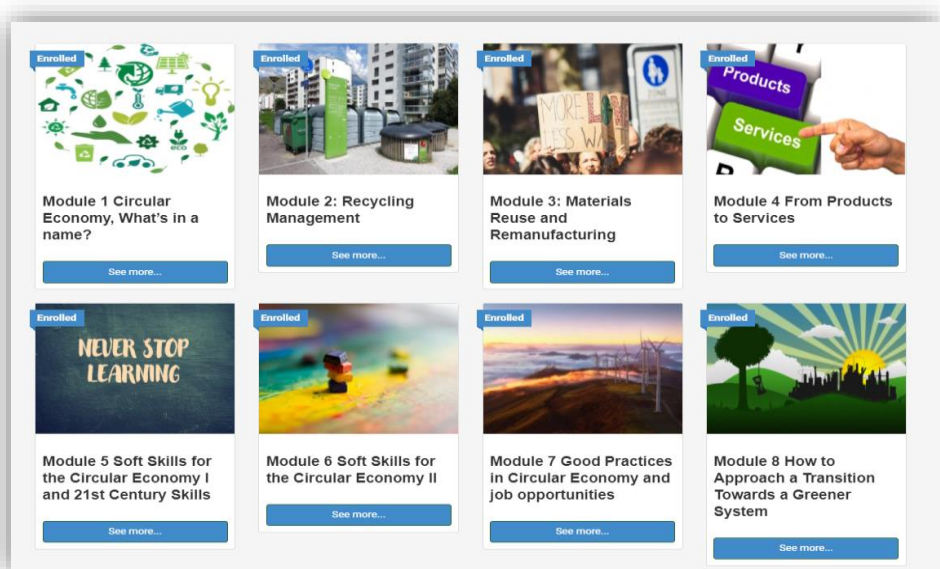 Enrolled
Enrolled
Enrolled
Enrolled
eco
MORE LOV
LESS WAST
ZONE
Products
Services
Module 1 Circular
Economy, What's in a
name?
See more...
Module 2: Recycling
Management
See more...
Module 3: Materials
Reuse and
Remanufacturing
See more...
Module 4 From Products
to Services
See more...
Enrolled
Enrolled
Enrolled
Enrolled
NEVER STOP
LEARNING
Module 5 Soft Skills for
the Circular Economy I
and 21st Century Skills
See more...
Module 6 Soft Skills for
the Circular Economy II
See more...
Module 7 Good Practices
in Circular Economy and
job opportunities
See more...
Module 8 How to
Approach a Transition
Towards a Greener
System
See more...